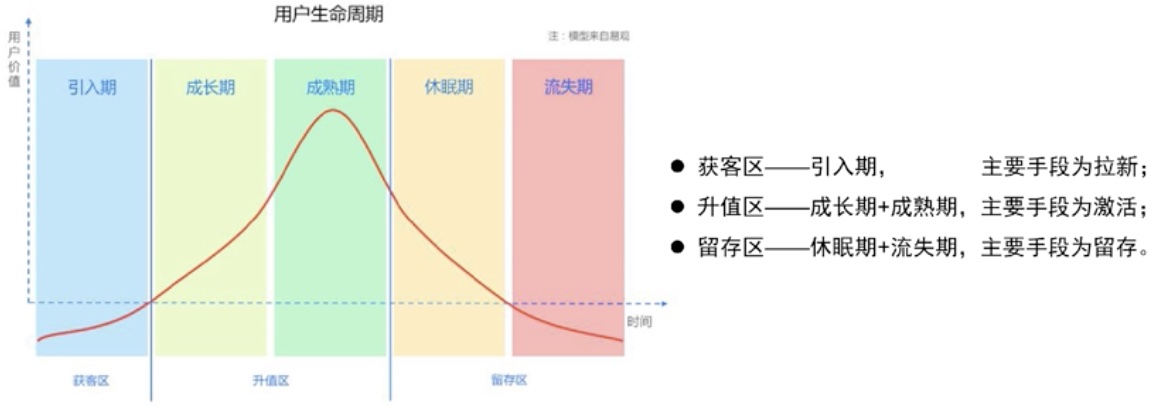 用户生命周期
注：模型来自易观
用户价值
引入期
成长期
成熟期
休眠期
流失期
时间
获客区
升值区
留存区
● 获客区——引入期， 主要手段为拉新；
● 升值区——成长期+成熟期，主要手段为激活；
● 留存区——休眠期+流失期，主要手段为留存。